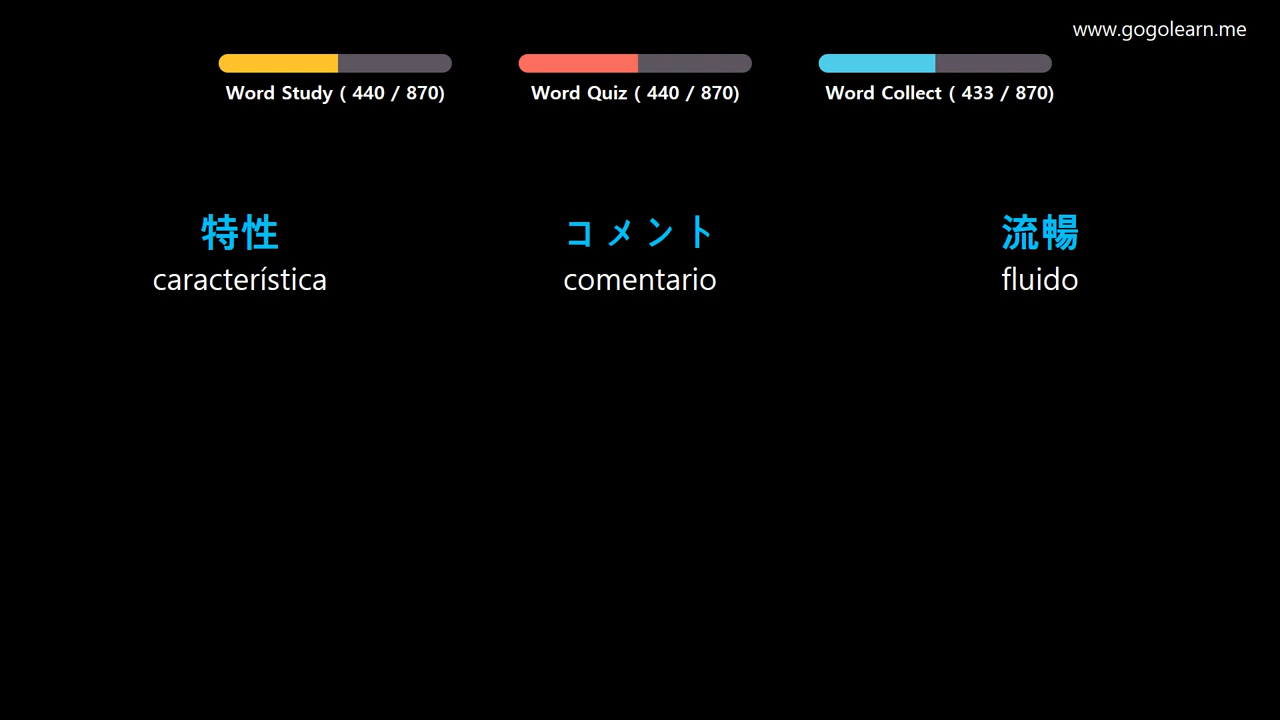 www.gogolearn.me
Word Study ( 440 / 870)
Word Quiz ( 440 / 870)
Word Collect ( 433 / 870)
特性
característica
コメント
comentario
流暢
fluido